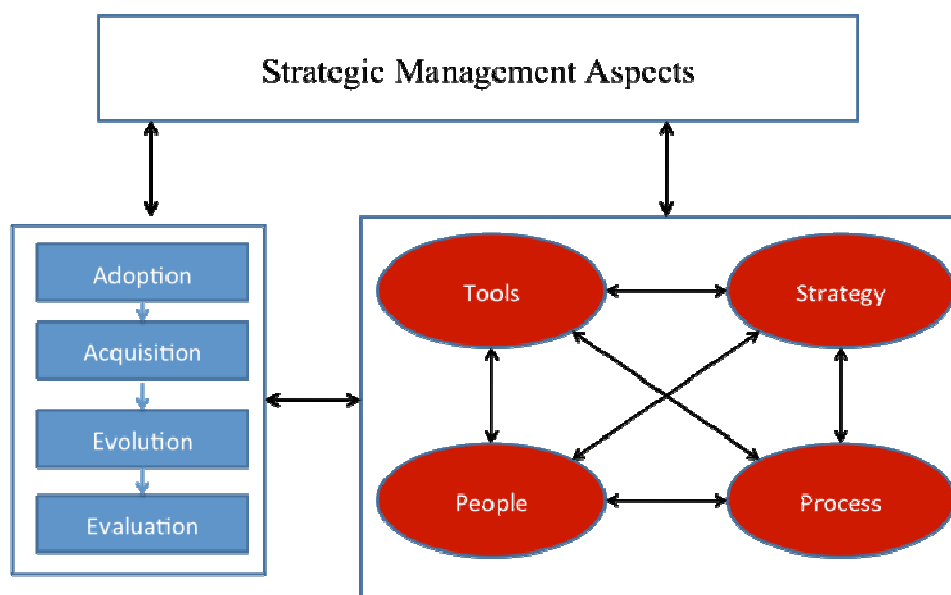 Strategic Management Aspects
Adoption
Acquisition
Evolution
Evaluation
Tools
Strategy
People
Process